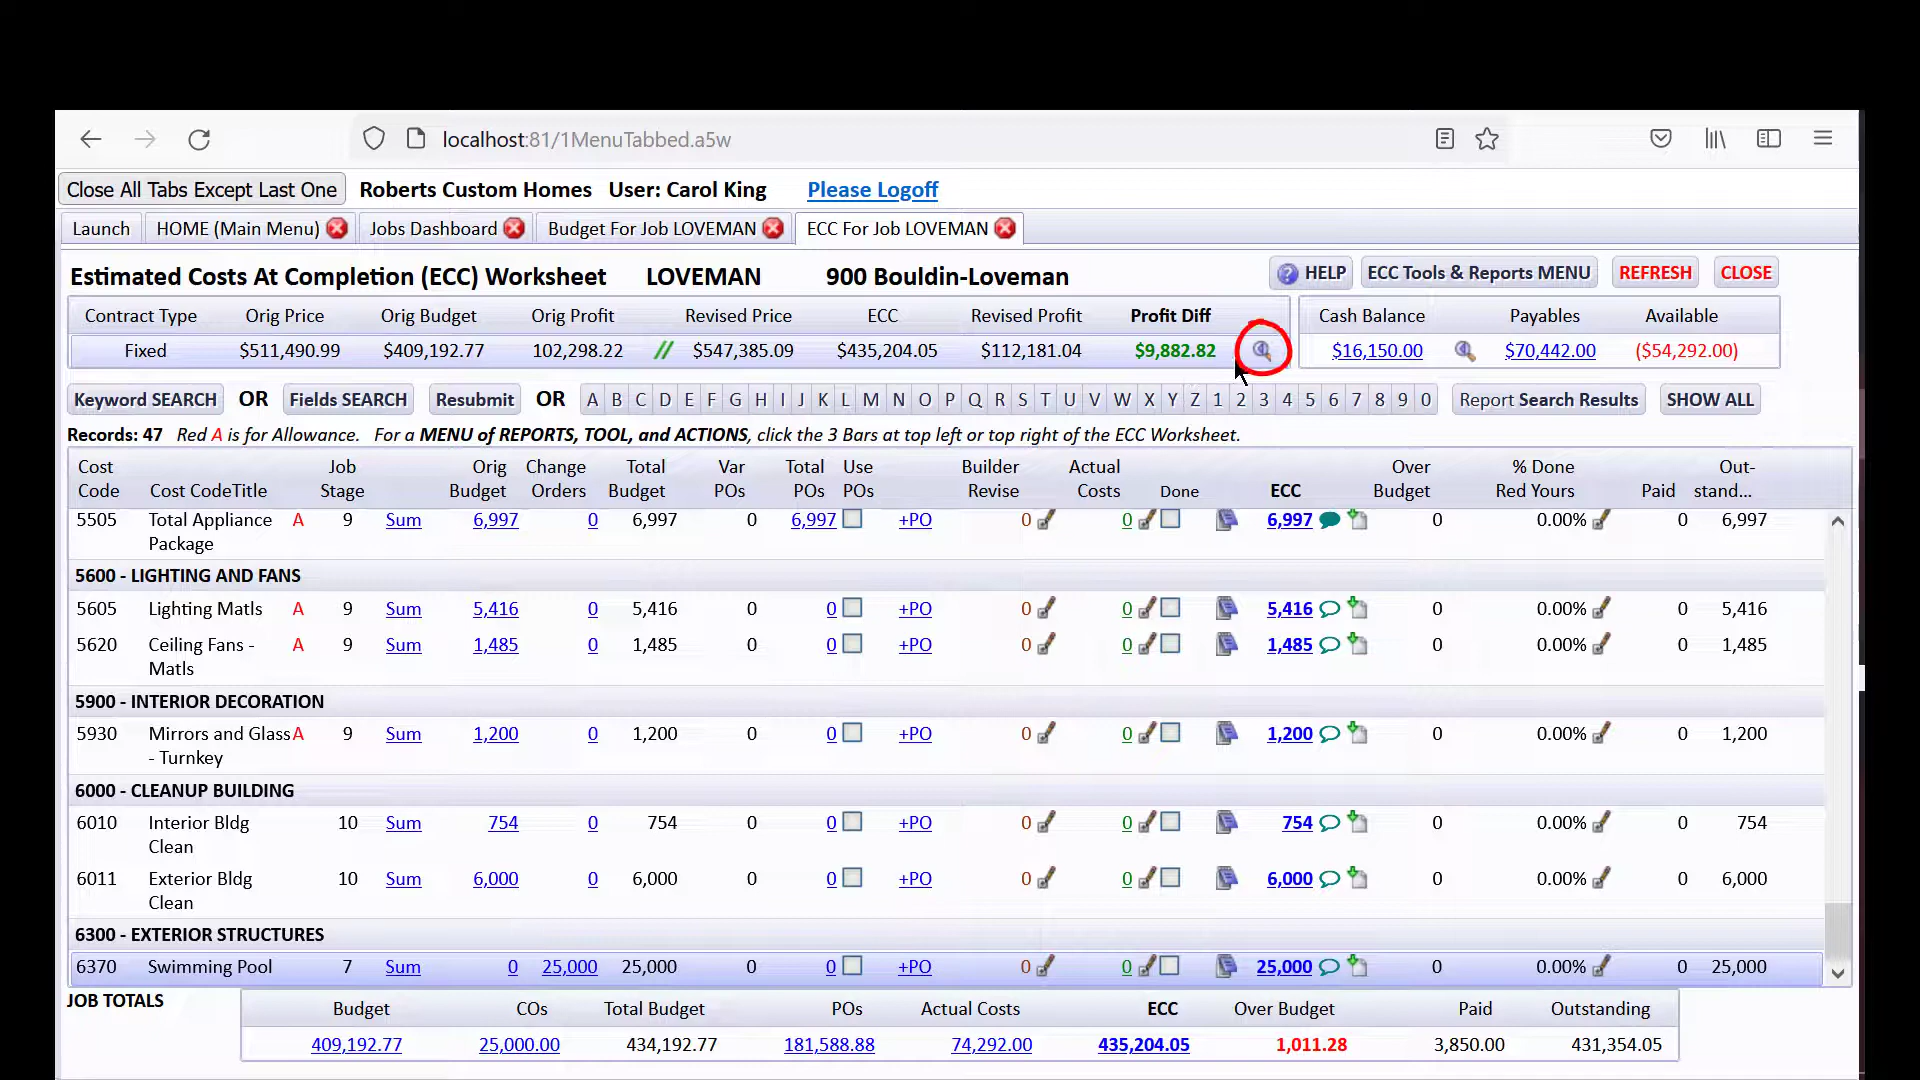 localhost:81/1MenuTabbed.a5w
Close All Tabs Except Last One Roberts Custom Homes User: Carol King Please Logoff
Launch HOME (Main Menu) Jobs Dashboard Budget For Job LOVEMAN ECC For Job LOVEMAN
Estimated Costs At Completion (ECC) Worksheet LOVEMAN 900 Bouldin-Loveman ? HELP ECC Tools & Reports MENU REFRESH CLOSE
Contract Type Orig Price Orig Budget Orig Profit Revised Price ECC Revised Profit Profit Diff Cash Balance Payables Available
Fixed $511,490.99 $409,192.77 102,298.22 // $547,385.09 $435,204.05 $112,181.04 $9,882.82 $16,150.00 $70,442.00 ($54,292.00)
Keyword SEARCH OR Fields SEARCH Resubmit OR A B C D E F G H I J K L M N O P Q R S T U V W X Y Z 1 2 3 4 5 6 7 8 9 0 Report Search Results SHOW ALL
Records: 47 Red A is for Allowance. For a MENU of REPORTS, TOOL, and ACTIONS, click the 3 Bars at top left or top right of the ECC Worksheet.
Cost Job Orig Change Total Var Total Use Builder Actual Over % Done Out-
Code Cost CodeTitle Stage Budget Orders Budget POs POs POs Revise Costs Done ECC Budget Red Yours Paid stand...
5505 Total Appliance A 9 Sum 6,997 0 6,997 0 6,997 +PO 0 0 6,997 0 0.00% 0 6,997
Package
5600 - LIGHTING AND FANS
5605 Lighting Matls A 9 Sum 5,416 0 5,416 0 0 +PO 0 0 5,416 0 0.00% 0 5,416
5620 Ceiling Fans - A 9 Sum 1,485 0 1,485 0 0 +PO 0 0 1,485 0 0.00% 0 1,485
Matls
5900 - INTERIOR DECORATION
5930 Mirrors and Glass A 9 Sum 1,200 0 1,200 0 0 +PO 0 0 1,200 0 0.00% 0 1,200
- Turnkey
6000 - CLEANUP BUILDING
6010 Interior Bldg 10 Sum 754 0 754 0 0 +PO 0 0 754 0 0.00% 0 754
Clean
6011 Exterior Bldg 10 Sum 6,000 0 6,000 0 0 +PO 0 0 6,000 0 0.00% 0 6,000
Clean
6300 - EXTERIOR STRUCTURES
6370 Swimming Pool 7 Sum 0 25,000 25,000 0 0 +PO 0 0 25,000 0 0.00% 0 25,000
JOB TOTALS Budget COs Total Budget POs Actual Costs ECC Over Budget Paid Outstanding
409,192.77 25,000.00 434,192.77 181,588.88 74,292.00 435,204.05 1,011.28 3,850.00 431,354.05